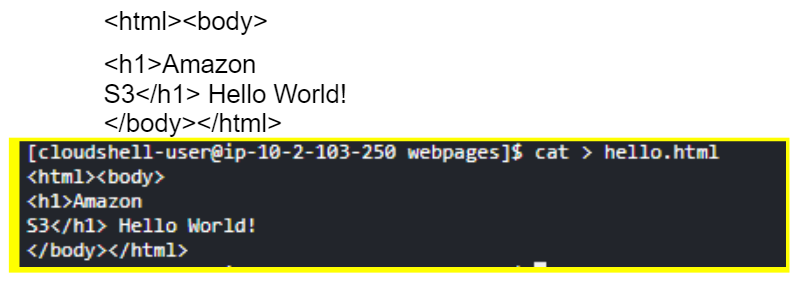 <html><body>
<h1>Amazon
S3</h1> Hello World!
</body></html>
[cloudshell-user@ip-10-2-103-250 webpages]$ cat > hello.html
<html><body>
<h1>Amazon
S3</h1> Hello World!
</body></html>